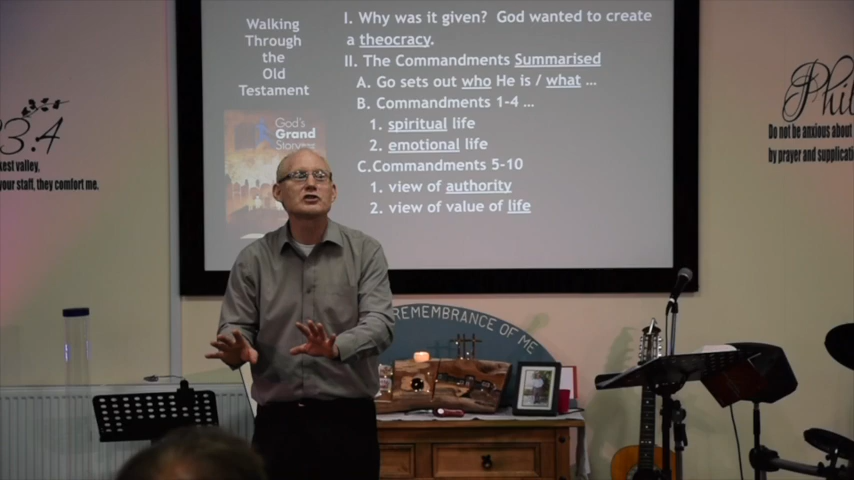 Walking
Through
the
Old
Testament
God's
Grand
I. Why was it given? God wanted to create
a theocracy.
II. The Commandments Summarised
A. Go sets out who He is / what ...
B. Commandments 1-4 ...
1. spiritual life
2. emotional life
C.Commandments 5-10
1. view of authority
2. view of value of life
3.4
kest valley,
your staff, they comfort me.
Phil
Do not be anxious about
by prayer and supplicati
REMEMBRANCE OF ME